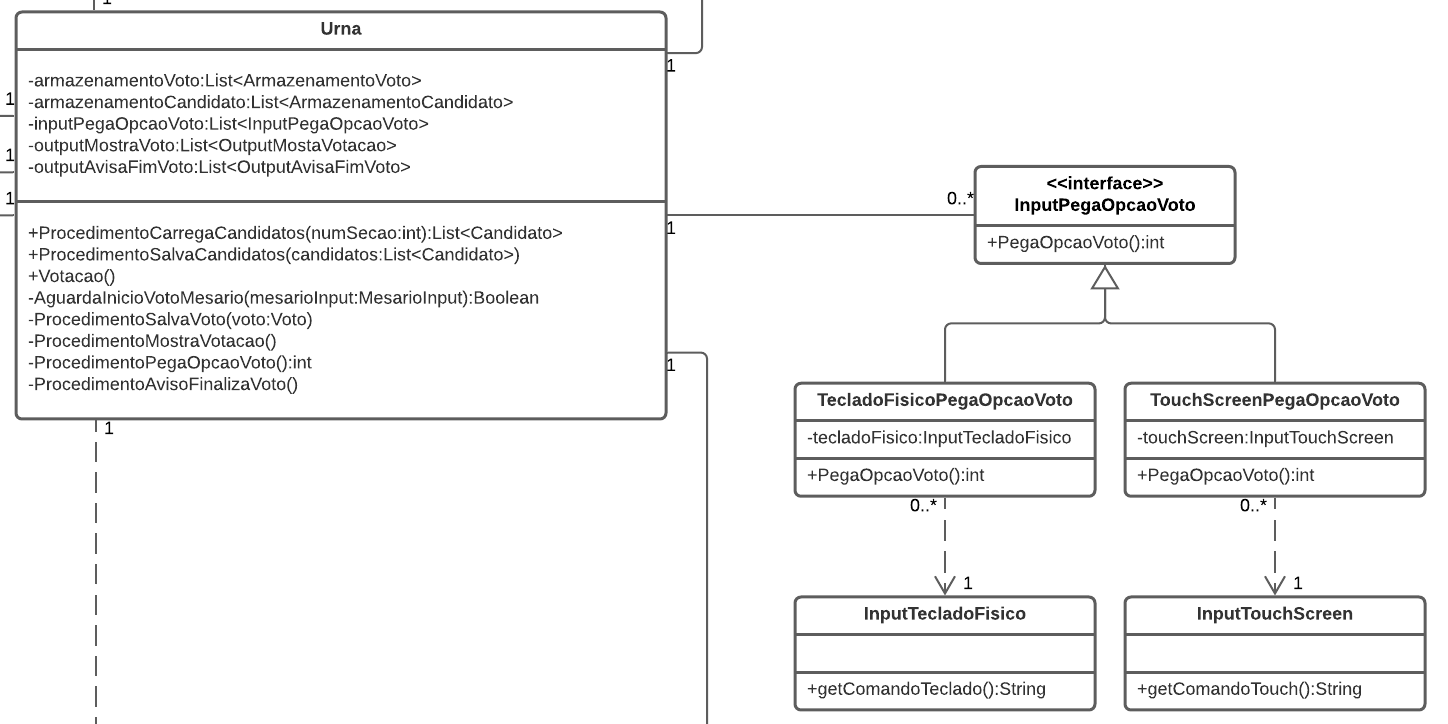 1
Urna
-armazenamentoVoto:List<ArmazenamentoVoto>
-armazenamentoCandidato:List<ArmazenamentoCandidato>
-inputPegaOpcaoVoto:List<InputPegaOpcaoVoto>
-outputMostraVoto:List<OutputMostaVotacao>
-outputAvisaFimVoto:List<OutputAvisaFimVoto>
+ProcedimentoCarregaCandidatos(numSecao:int):List<Candidato>
+ProcedimentoSalvaCandidatos(candidatos:List<Candidato>)
+Votacao()
-AguardaInicioVotoMesario(mesarioInput:MesarioInput):Boolean
-ProcedimentoSalvaVoto(voto:Voto)
-ProcedimentoMostraVotacao()
-ProcedimentoPegaOpcaoVoto():int
-ProcedimentoAvisoFinalizaVoto()
1
1
1
1
1
1
1
0..*
<<interface>>
InputPegaOpcaoVoto
+PegaOpcaoVoto():int
TecladoFisicoPegaOpcaoVoto
-tecladoFisico:InputTecladoFisico
+PegaOpcaoVoto():int
0..*
1
InputTecladoFisico
+getComandoTeclado():String
TouchScreenPegaOpcaoVoto
-touchScreen:InputTouchScreen
+PegaOpcaoVoto():int
0..*
1
InputTouchScreen
+getComandoTouch():String